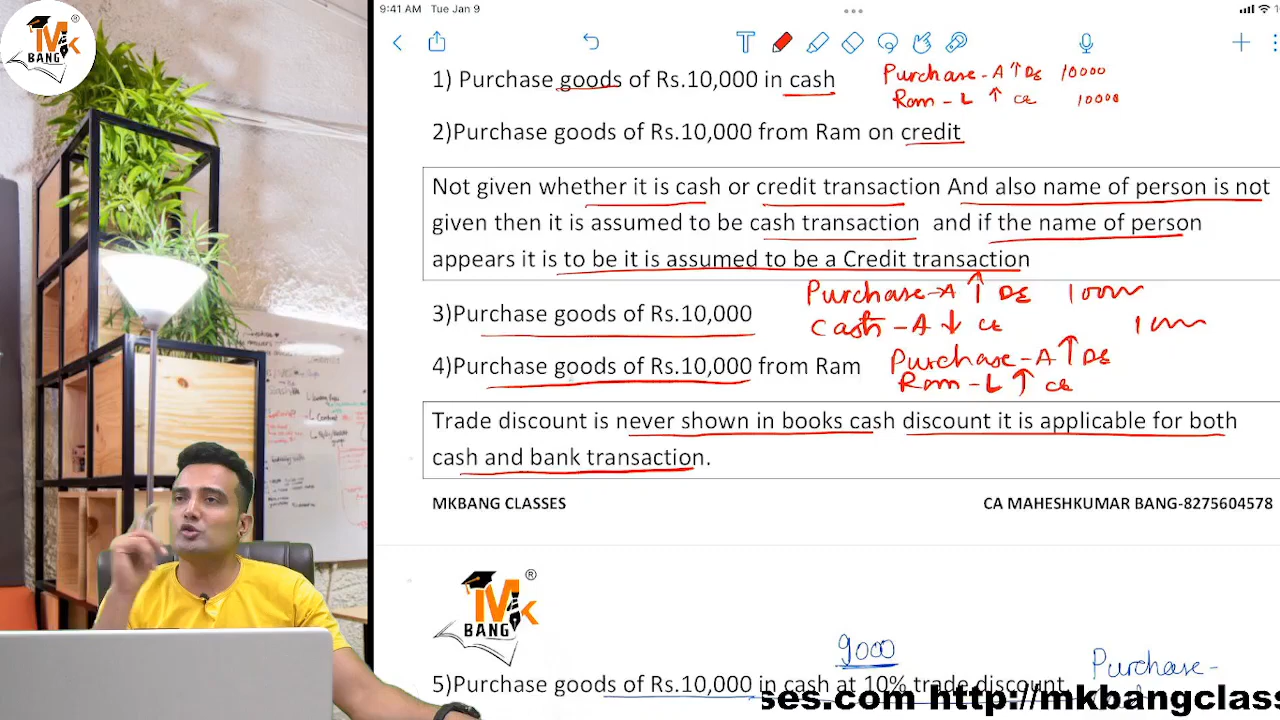 MK
BANG
®
9:41 AM Tue Jan 9
1) Purchase goods of Rs.10,000 in cash
Purchase - A ↑ DR 10000
Ram - L ↑ CR 10000
2)Purchase goods of Rs.10,000 from Ram on credit
Not given whether it is cash or credit transaction And also name of person is not
given then it is assumed to be cash transaction and if the name of person
appears it is to be it is assumed to be a Credit transaction
Purchase - A ↑ DR
3)Purchase goods of Rs.10,000
Cash - A ↓ CR
4)Purchase goods of Rs.10,000 from Ram
Purchase - A ↑ DR
Ram - L ↑ CR
Trade discount is never shown in books cash discount it is applicable for both
cash and bank transaction.
MKBANG CLASSES
CA MAHESHKUMAR BANG-8275604578
MK
BANG
®
9000
5)Purchase goods of Rs.10,000 in cash at 10% trade discount.
Purchase -
ses.com http://mkbangclass